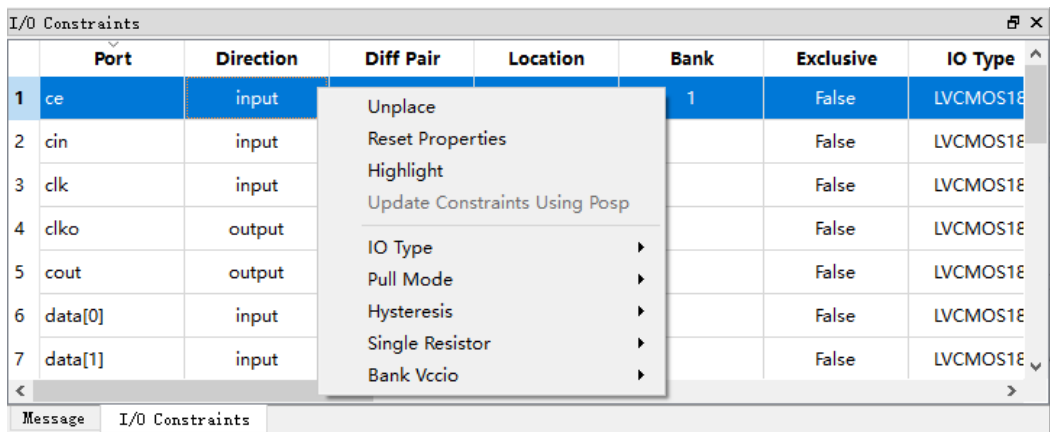 I/O Constraints
Port Direction Diff Pair Location Bank Exclusive IO Type
1 ce input 1 False LVCMOS18
Unplace
2 cin input False LVCMOS18
Reset Properties
Highlight
3 clk input False LVCMOS18
Update Constraints Using Posp
4 clko output False LVCMOS18
IO Type
5 cout output False LVCMOS18
Pull Mode
6 data[0] input False LVCMOS18
Hysteresis
Single Resistor
7 data[1] input False LVCMOS18
Bank Vccio
Message I/O Constraints